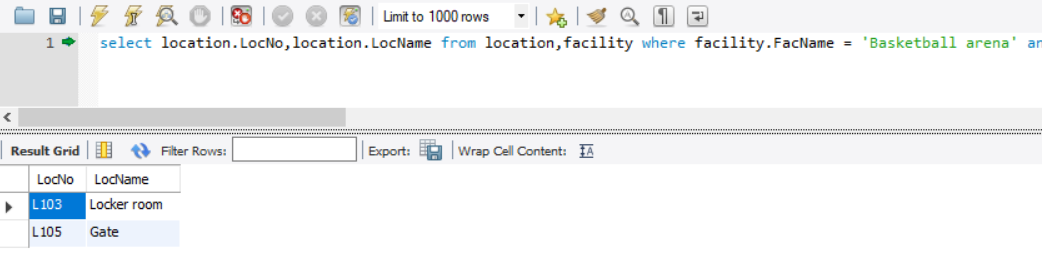 Limit to 1000 rows
1 select location.LocNo,location.LocName from location,facility where facility.FacName = 'Basketball arena' an
Result Grid Filter Rows: Export: Wrap Cell Content: IA
LocNo LocName
L103 Locker room
L105 Gate